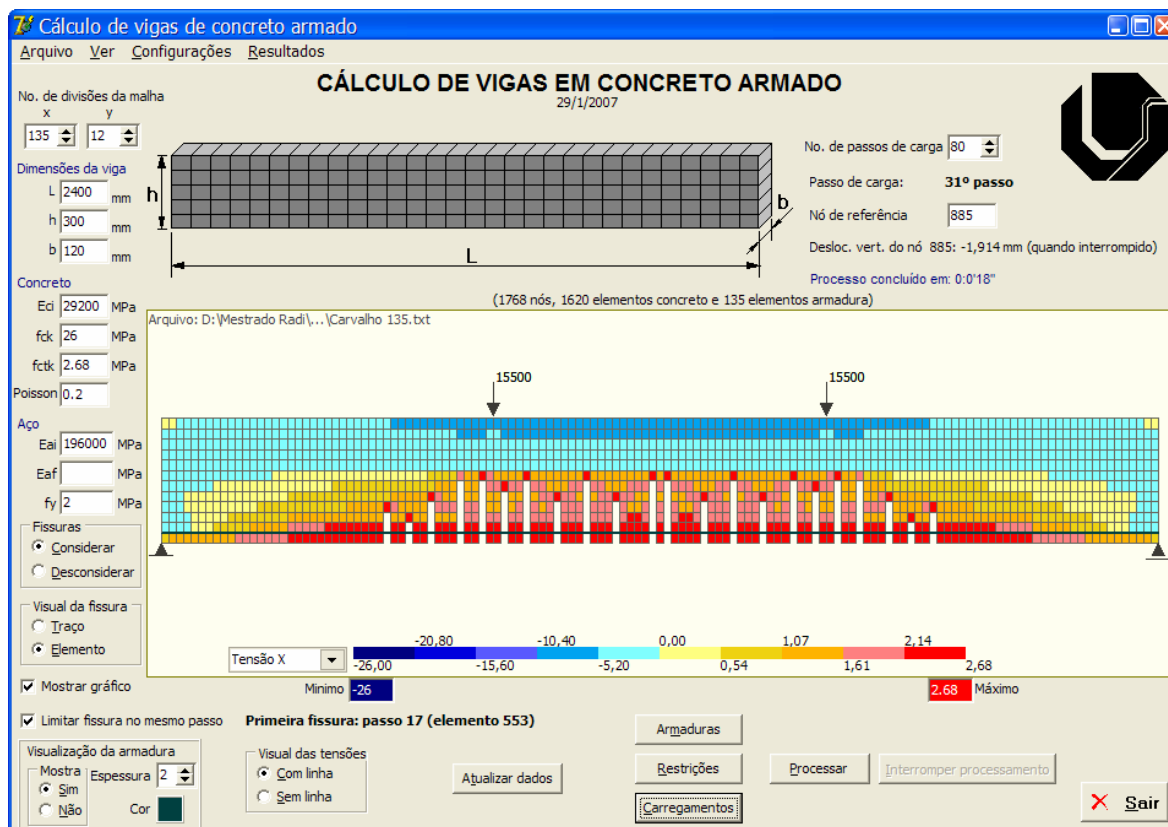 Cálculo de vigas de concreto armado
Arquivo Ver Configurações Resultados
CÁLCULO DE VIGAS EM CONCRETO ARMADO
29/1/2007
No. de divisões da malha
x y
135 12
Dimensões da viga
L 2400 mm
h 300 mm
b 120 mm
h
b
L
No. de passos de carga 80
Passo de carga: 31º passo
Nó de referência 885
Desloc. vert. do nó 885: -1,914 mm (quando interrompido)
Processo concluído em: 0:0'18"
(1768 nós, 1620 elementos concreto e 135 elementos armadura)
Concreto
Eci 29200 MPa
fck 26 MPa
fctk 2.68 MPa
Poisson 0.2
Aço
Eai 196000 MPa
Eaf MPa
fy 2 MPa
Fissuras
Considerar
Desconsiderar
Visual da fissura
Traço
Elemento
Arquivo: D:\Mestrado Radi\...\Carvalho 135.txt
15500 15500
Tensão X
-20,80 -10,40 0,00 1,07 2,14
-26,00 -15,60 -5,20 0,54 1,61 2,68
Mostrar gráfico
Minimo -26
2.68 Máximo
Limitar fissura no mesmo passo
Primeira fissura: passo 17 (elemento 553)
Visualização da armadura
Mostra
Sim
Não
Espessura 2
Cor
Visual das tensões
Com linha
Sem linha
Atualizar dados
Armaduras
Restrições
Carregamentos
Processar
Interromper processamento
Sair